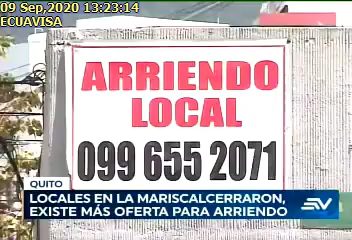 09 Sep,2020 13:23:14
ECUAVISA
ARRIENDO
LOCAL
099 655 2071
QUITO
LOCALES EN LA MARISCALCERRARON,
EXISTE MÁS OFERTA PARA ARRIENDO